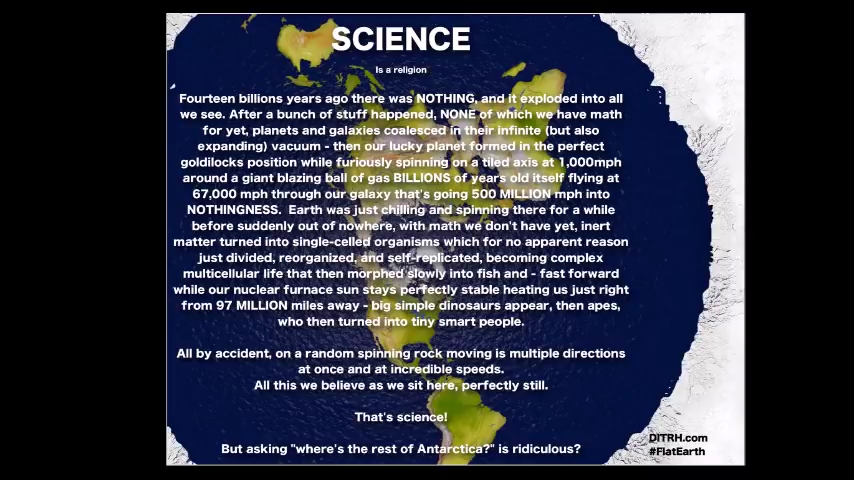 SCIENCE
Is a religion
Fourteen billions years ago there was NOTHING, and it exploded into all
we see. After a bunch of stuff happened, NONE of which we have math
for yet, planets and galaxies coalesced in their infinite (but also
expanding) vacuum - then our lucky planet formed in the perfect
goldilocks position while furiously spinning on a tiled axis at 1,000mph
around a giant blazing ball of gas BILLIONS of years old itself flying at
67,000 mph through our galaxy that's going 500 MILLION mph into
NOTHINGNESS. Earth was just chilling and spinning there for a while
before suddenly out of nowhere, with math we don't have yet, inert
matter turned into single-celled organisms which for no apparent reason
just divided, reorganized, and self-replicated, becoming complex
multicellular life that then morphed slowly into fish and - fast forward
while our nuclear furnace sun stays perfectly stable heating us just right
from 97 MILLION miles away - big simple dinosaurs appear, then apes,
who then turned into tiny smart people.
All by accident, on a random spinning rock moving is multiple directions
at once and at incredible speeds.
All this we believe as we sit here, perfectly still.
That's science!
But asking "where's the rest of Antarctica?" is ridiculous?
DITRH.com
#FlatEarth